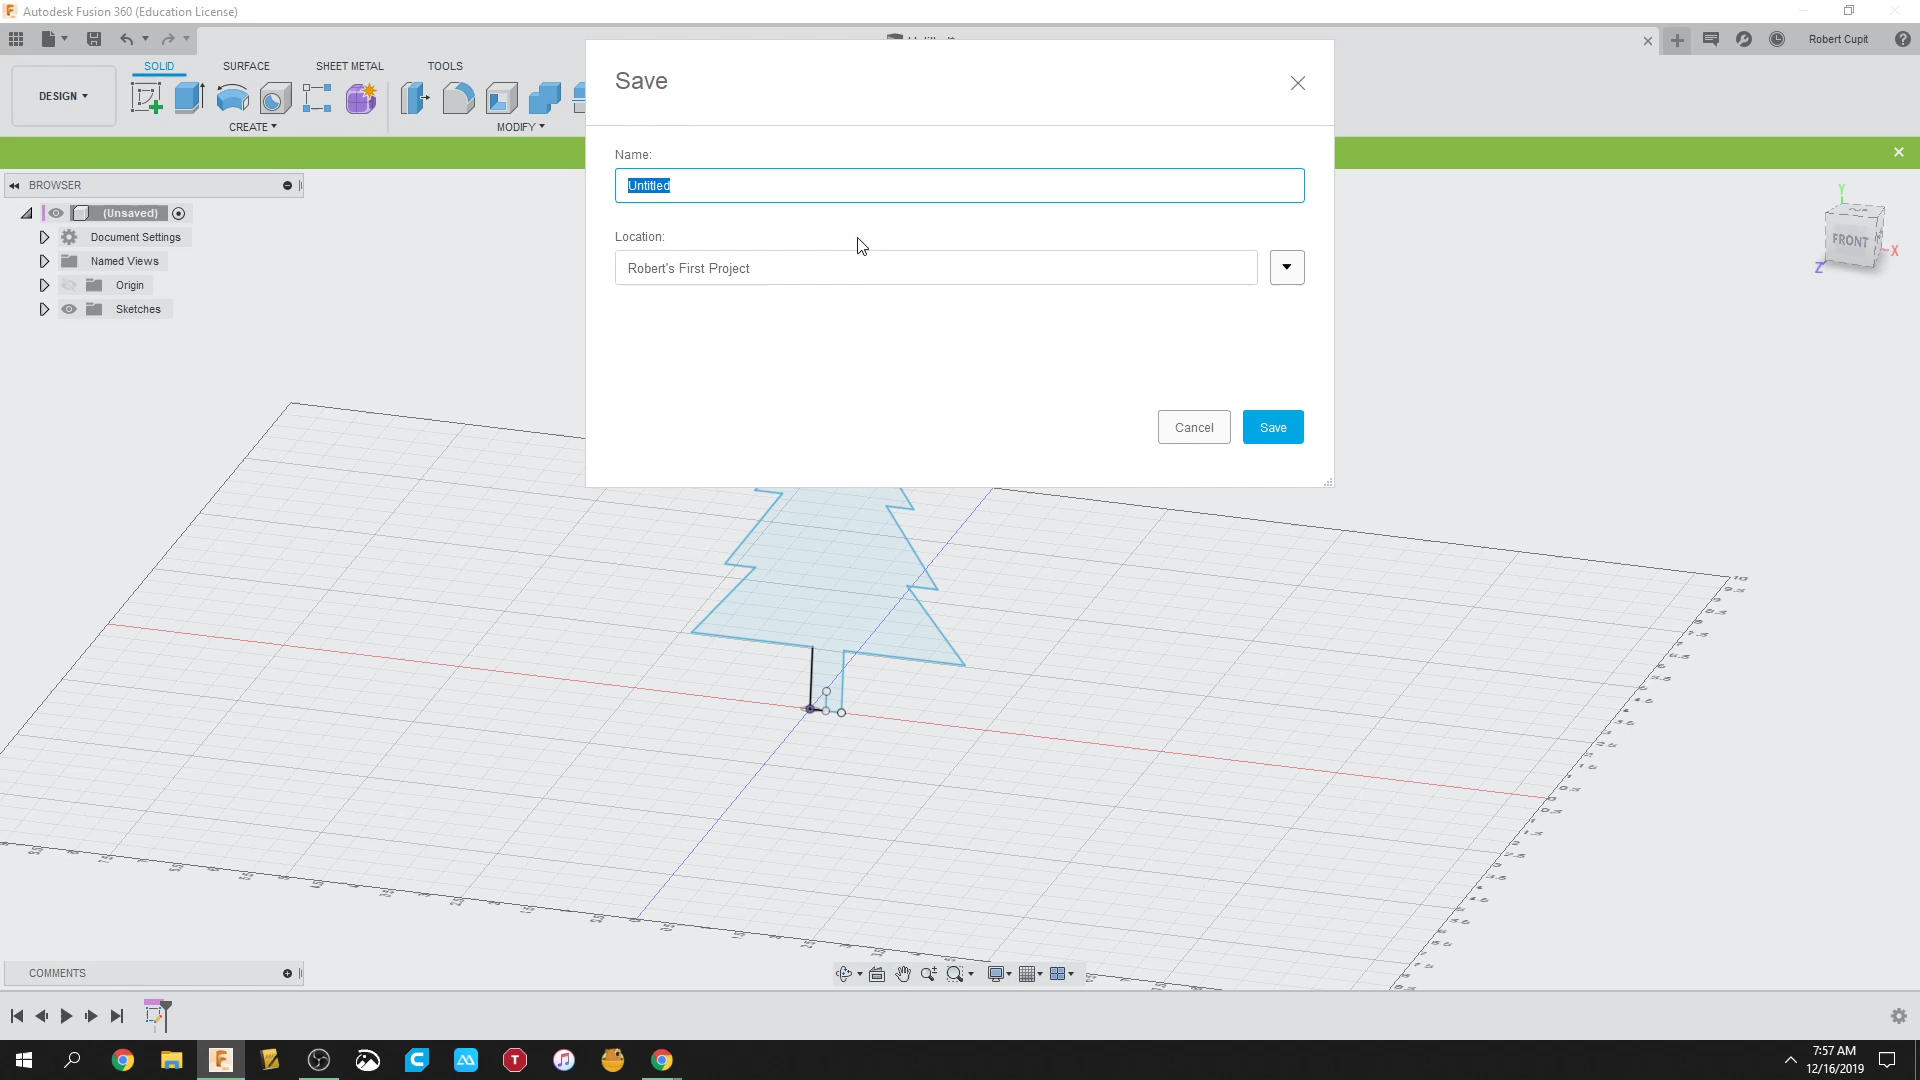 Autodesk Fusion 360 (Education License)
Robert Cupit
SOLID
SURFACE
SHEET METAL
TOOLS
DESIGN
CREATE
MODIFY
Save
Name:
Untitled
Location:
Robert's First Project
Cancel
Save
BROWSER
(Unsaved)
Document Settings
Named Views
Origin
Sketches
Y
FRONT
X
Z
COMMENTS
7:57 AM
12/16/2019